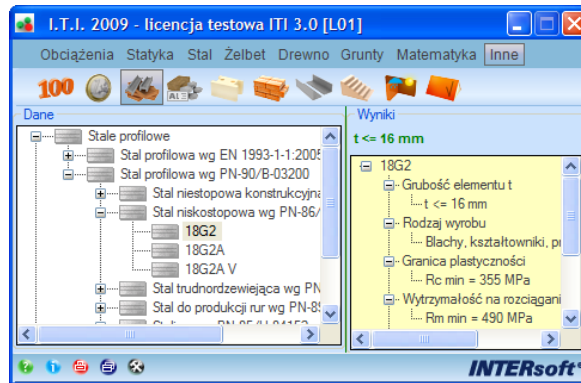 I.T.I. 2009 - licencja testowa ITI 3.0 [L01]
Obciążenia Statyka Stal Żelbet Drewno Grunty Matematyka Inne
100
Dane
Stale profilowe
Stal profilowa wg EN 1993-1-1:2005
Stal profilowa wg PN-90/B-03200
Stal niestopowa konstrukcyjna
Stal niskostopowa wg PN-86/
18G2
18G2A
18G2A V
Stal trudnordzewiejąca wg PN
Stal do produkcji rur wg PN-89
Wyniki
t <= 16 mm
18G2
Grubość elementu t
t <= 16 mm
Rodzaj wyrobu
Blachy, kształtowniki, pr
Granica plastyczności
Rc min = 355 MPa
Wytrzymałość na rozciągani
Rm min = 490 MPa
INTERsoft